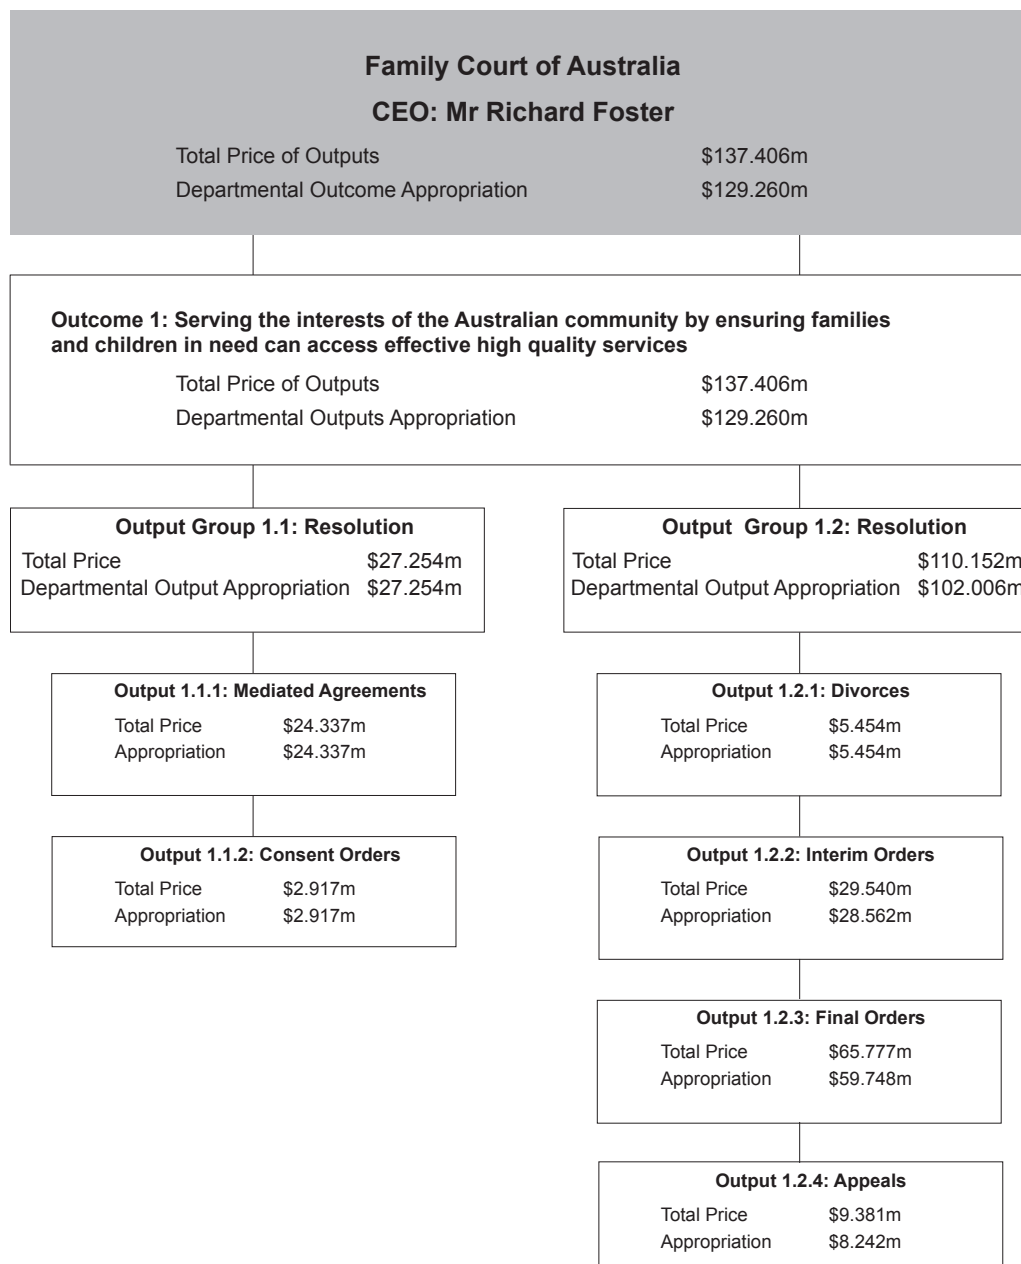 Family Court of Australia
CEO: Mr Richard Foster
Total Price of Outputs $137.406m
Departmental Outcome Appropriation $129.260m
Outcome 1: Serving the interests of the Australian community by ensuring families
and children in need can access effective high quality services
Total Price of Outputs $137.406m
Departmental Outputs Appropriation $129.260m
Output Group 1.1: Resolution
Total Price $27.254m
Departmental Output Appropriation $27.254m
Output 1.1.1: Mediated Agreements
Total Price $24.337m
Appropriation $24.337m
Output 1.1.2: Consent Orders
Total Price $2.917m
Appropriation $2.917m
Output Group 1.2: Resolution
Total Price $110.152m
Departmental Output Appropriation $102.006m
Output 1.2.1: Divorces
Total Price $5.454m
Appropriation $5.454m
Output 1.2.2: Interim Orders
Total Price $29.540m
Appropriation $28.562m
Output 1.2.3: Final Orders
Total Price $65.777m
Appropriation $59.748m
Output 1.2.4: Appeals
Total Price $9.381m
Appropriation $8.242m